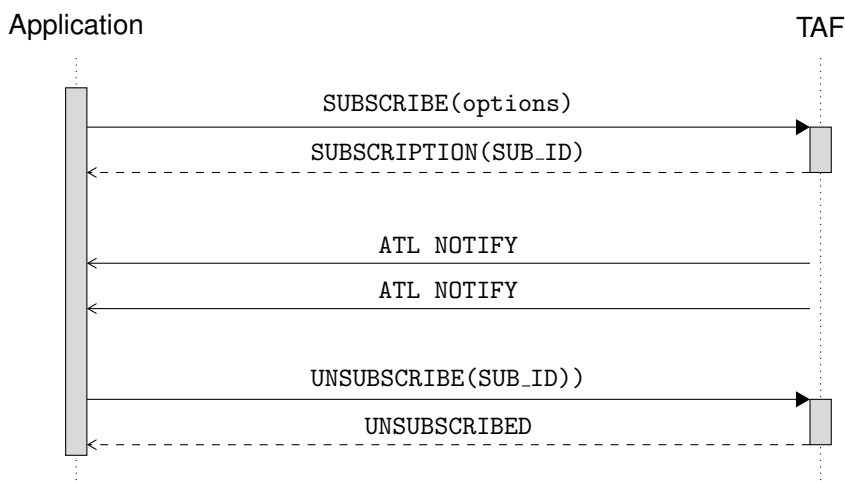 Application
TAF
SUBSCRIBE(options)
SUBSCRIPTION(SUB_ID)
ATL NOTIFY
ATL NOTIFY
UNSUBSCRIBE(SUB_ID))
UNSUBSCRIBED